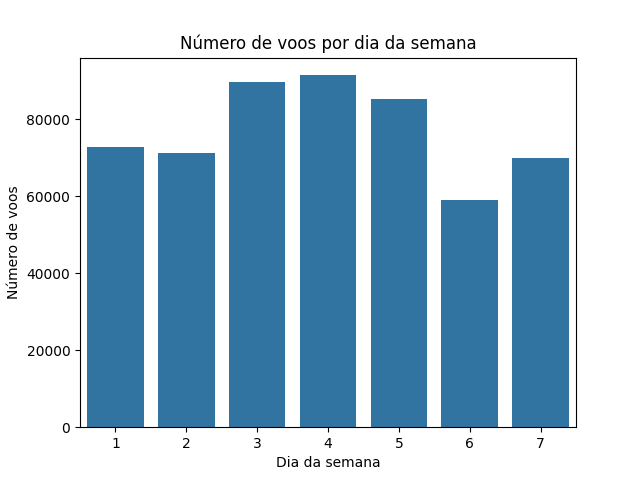 Número de voos por dia da semana
Número de voos
80000
60000
40000
20000
0
1 2 3 4 5 6 7
Dia da semana